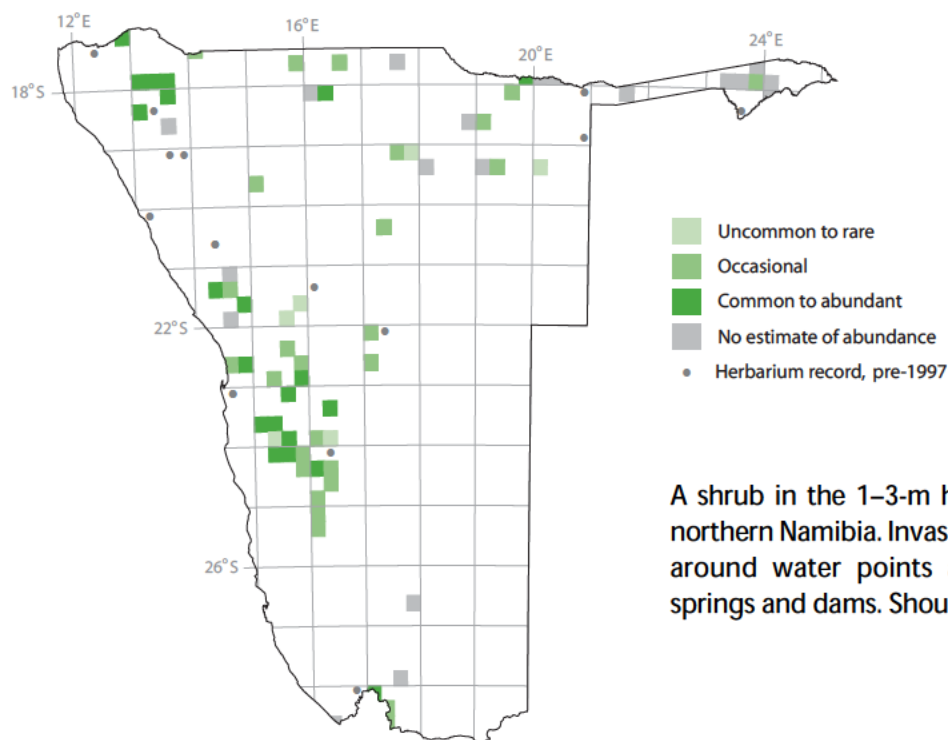 12°E
16°E
20°E
24°E
18°S
22°S
26°S
Uncommon to rare
Occasional
Common to abundant
No estimate of abundance
Herbarium record, pre-1997
A shrub in the 1–3-m h
northern Namibia. Invas
around water points
springs and dams. Shou